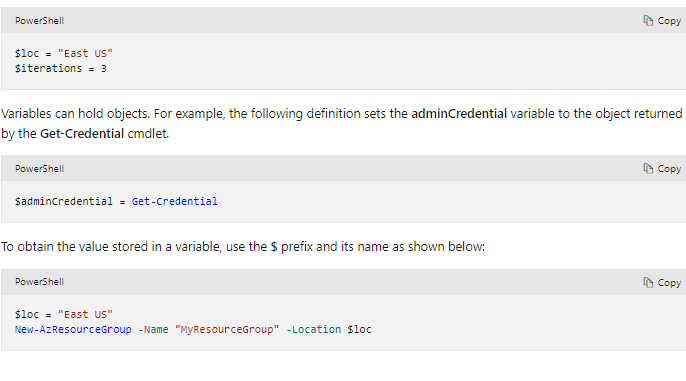 PowerShell Copy
$loc = "East US"
$iterations = 3
Variables can hold objects. For example, the following definition sets the adminCredential variable to the object returned
by the Get-Credential cmdlet.
PowerShell Copy
$adminCredential = Get-Credential
To obtain the value stored in a variable, use the $ prefix and its name as shown below:
PowerShell Copy
$loc = "East US"
New-AzResourceGroup -Name "MyResourceGroup" -Location $loc